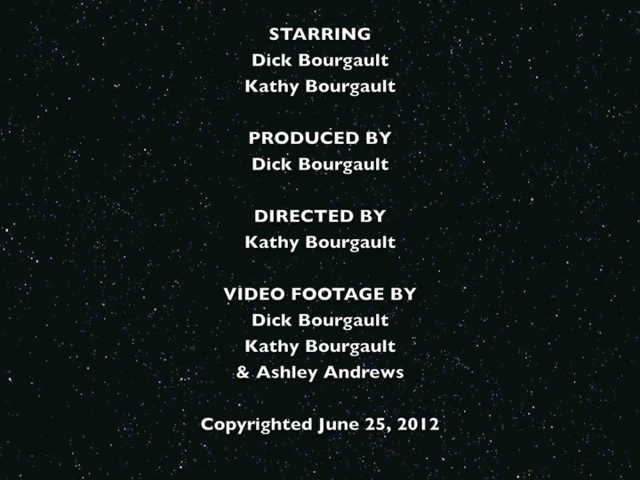 STARRING
Dick Bourgault
Kathy Bourgault
PRODUCED BY
Dick Bourgault
DIRECTED BY
Kathy Bourgault
VIDEO FOOTAGE BY
Dick Bourgault
Kathy Bourgault
& Ashley Andrews
Copyrighted June 25, 2012